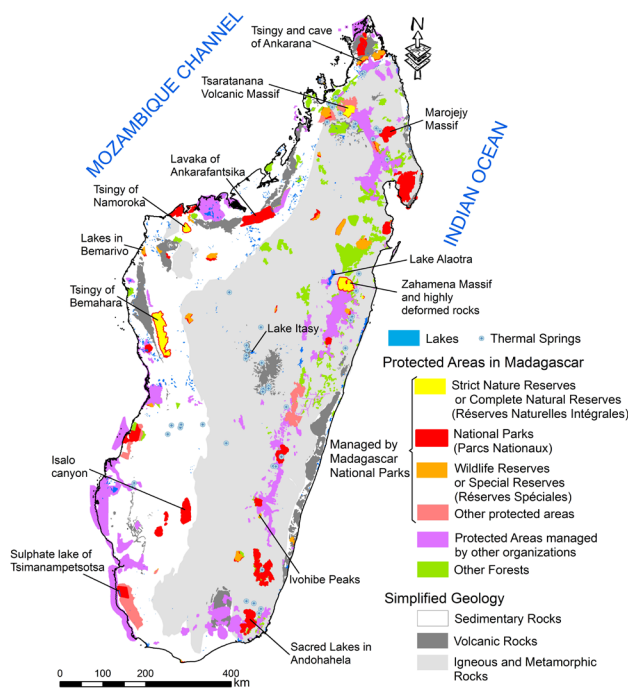 Tsingy and cave
of Ankarana
N
MOZAMBIQUE CHANNEL
Tsaratanana
Volcanic Massif
Marojejy
Massif
Lavaka of
Ankarafantsika
INDIAN OCEAN
Tsingy of
Namoroka
Lakes in
Bemarivo
Lake Alaotra
Zahamena Massif
and highly
deformed rocks
Tsingy of
Bemahara
Lake Itasy
Lakes
Thermal Springs
Protected Areas in Madagascar
Strict Nature Reserves
or Complete Natural Reserves
(Réserves Naturelles Intégrales)
National Parks
(Parcs Nationaux)
Managed by
Madagascar
National Parks
Wildlife Reserves
or Special Reserves
(Réserves Spéciales)
Other protected areas
Isalo
canyon
Protected Areas managed
by other organizations
Other Forests
Sulphate lake of
Tsimanampetsotsa
Ivohibe Peaks
Simplified Geology
Sedimentary Rocks
Volcanic Rocks
Igneous and Metamorphic
Rocks
Sacred Lakes in
Andohahela
0 100 200 400
km